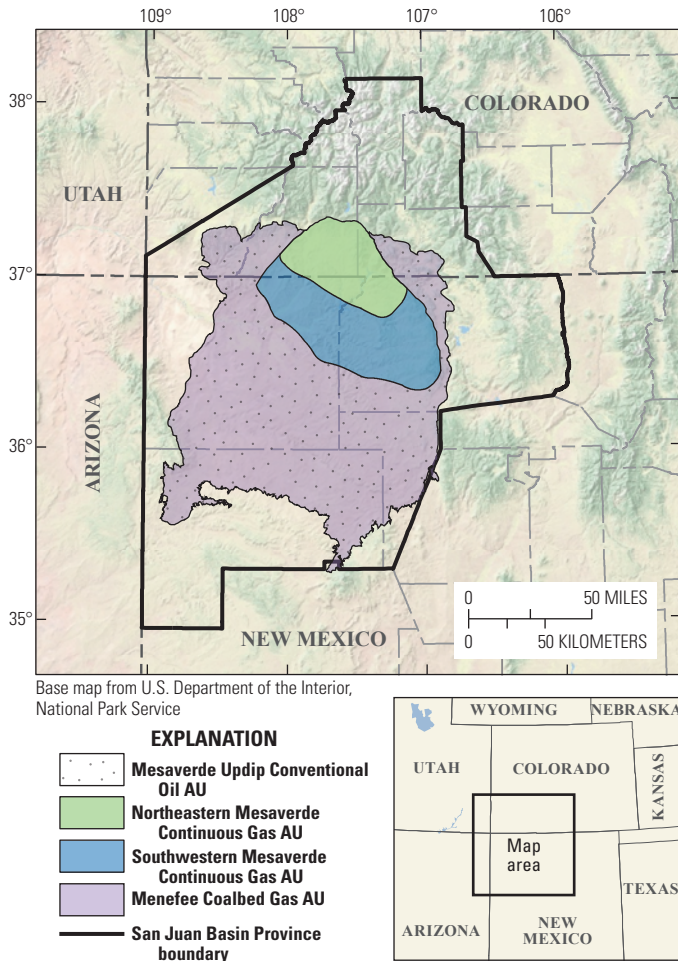 109°
108°
107°
106°
38°
COLORADO
UTAH
37°
ARIZONA
36°
35°
0 50 MILES
0 50 KILOMETERS
NEW MEXICO
Base map from U.S. Department of the Interior,
National Park Service
EXPLANATION
Mesaverde Updip Conventional
Oil AU
Northeastern Mesaverde
Continuous Gas AU
Southwestern Mesaverde
Continuous Gas AU
Menefee Coalbed Gas AU
San Juan Basin Province
boundary
WYOMING
NEBRASKA
UTAH
COLORADO
KANSAS
Map
area
TEXAS
ARIZONA
NEW
MEXICO